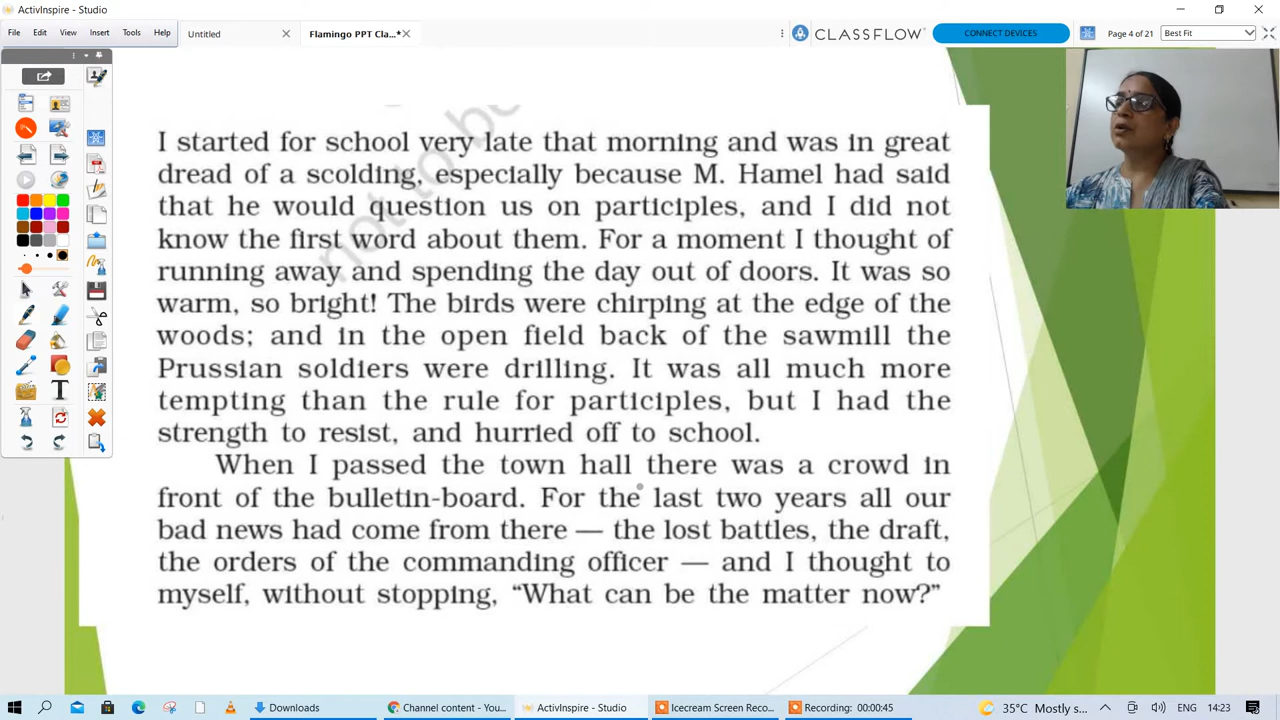 ActivInspire - Studio
File Edit View Insert Tools Help
Untitled
Flamingo PPT Cla...*
CLASSFLOW
CONNECT DEVICES
Page 4 of 21
Best Fit
not to be
I started for school very late that morning and was in great
dread of a scolding, especially because M. Hamel had said
that he would question us on participles, and I did not
know the first word about them. For a moment I thought of
running away and spending the day out of doors. It was so
warm, so bright! The birds were chirping at the edge of the
woods; and in the open field back of the sawmill the
Prussian soldiers were drilling. It was all much more
tempting than the rule for participles, but I had the
strength to resist, and hurried off to school.
When I passed the town hall there was a crowd in
front of the bulletin-board. For the last two years all our
bad news had come from there — the lost battles, the draft,
the orders of the commanding officer — and I thought to
myself, without stopping, “What can be the matter now?”
Downloads
Channel content - You...
ActivInspire - Studio
Icecream Screen Reco...
Recording: 0:00:45
35°C Mostly s...
ENG
14:23